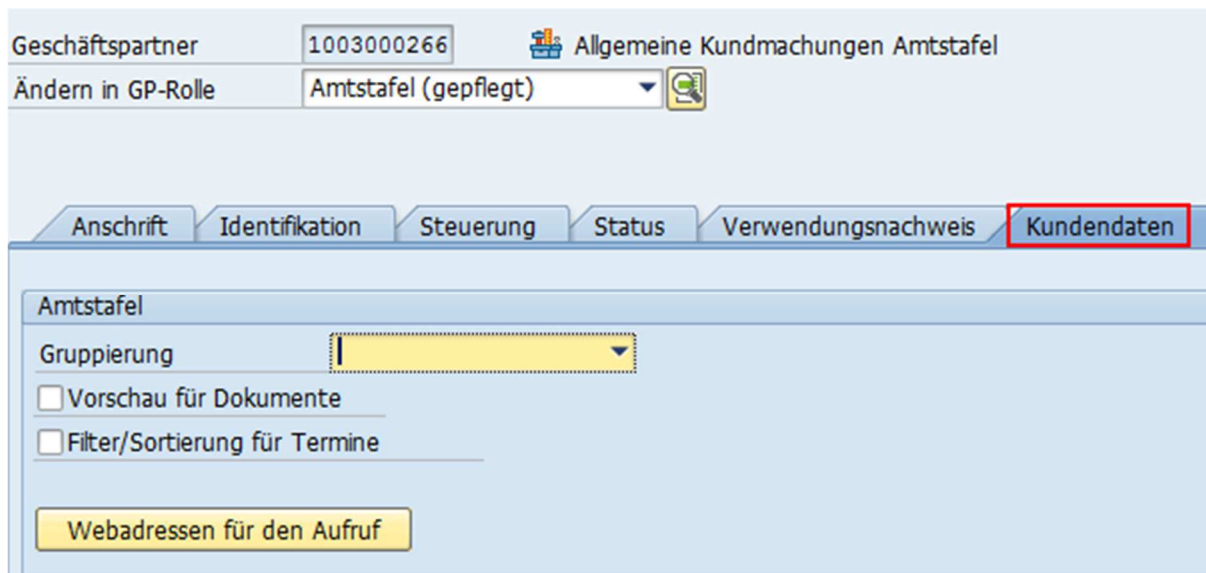 Geschäftspartner 1003000266 Allgemeine Kundmachungen Amtstafel
Ändern in GP-Rolle Amtstafel (gepflegt)
Anschrift Identifikation Steuerung Status Verwendungsnachweis Kundendaten
Amtstafel
Gruppierung
Vorschau für Dokumente
Filter/Sortierung für Termine
Webadressen für den Aufruf